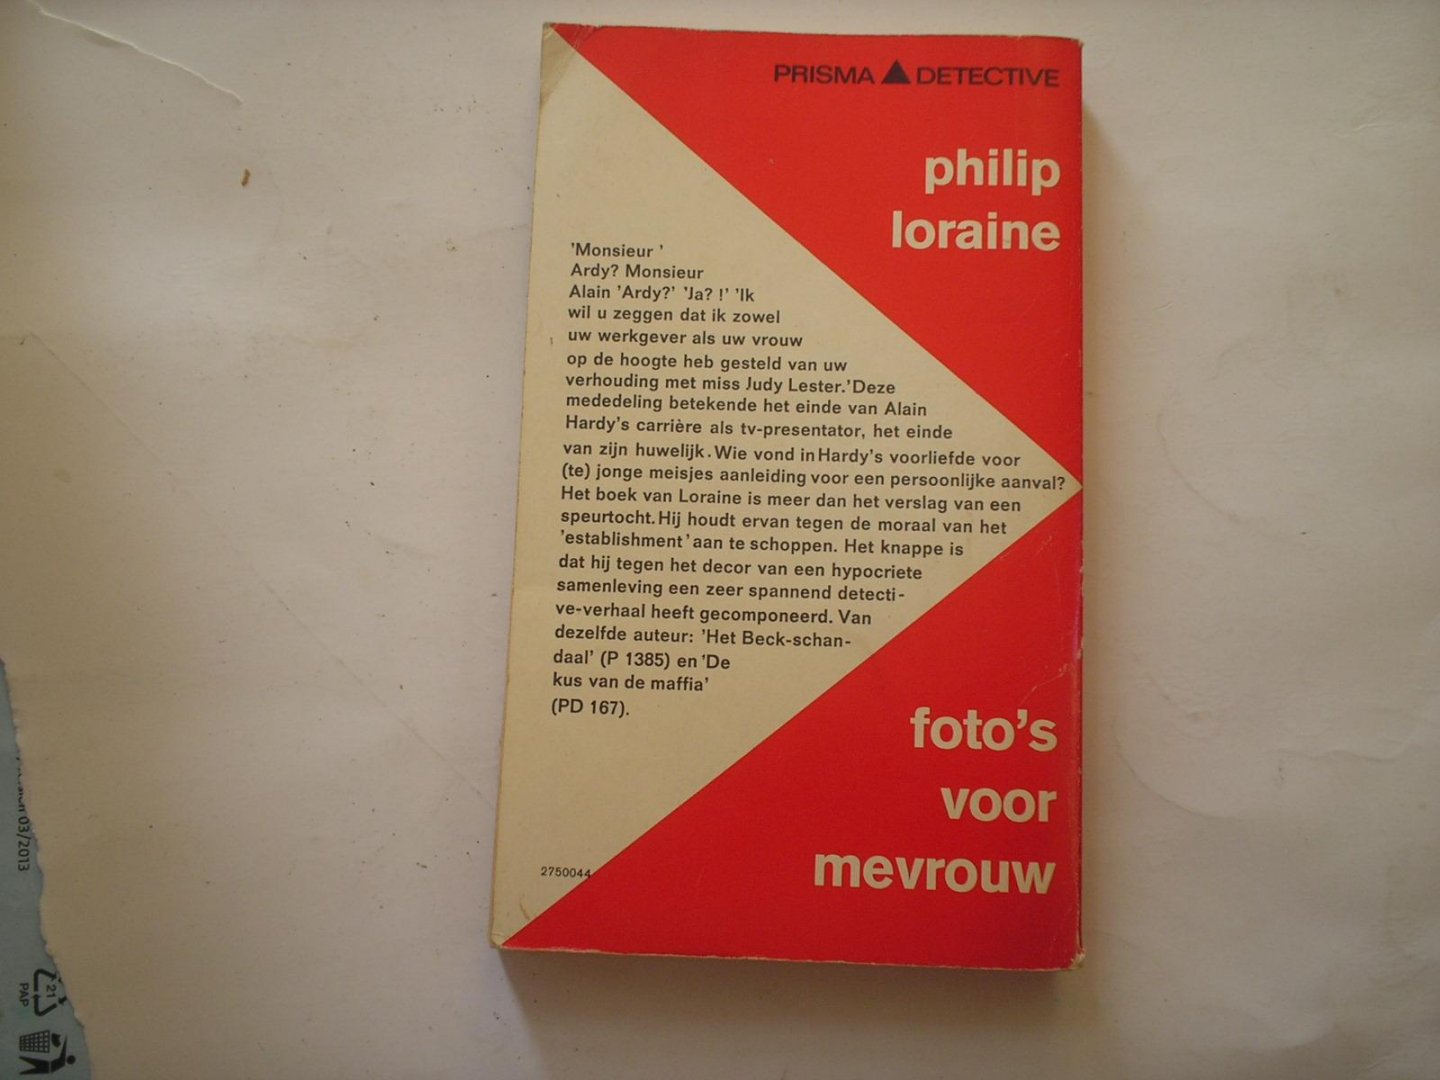 PRISMA DETECTIVE
philip
loraine
'Monsieur '
Ardy? Monsieur
Alain 'Ardy?' 'Ja? !' 'Ik
wil u zeggen dat ik zowel
uw werkgever als uw vrouw
op de hoogte heb gesteld van uw
verhouding met miss Judy Lester.'Deze
mededeling betekende het einde van Alain
Hardy's carrière als tv-presentator, het einde
van zijn huwelijk. Wie vond in Hardy's voorliefde voor
(te) jonge meisjes aanleiding voor een persoonlijke aanval?
Het boek van Loraine is meer dan het verslag van een
speurtocht. Hij houdt ervan tegen de moraal van het
'establishment' aan te schoppen. Het knappe is
dat hij tegen het decor van een hypocriete
samenleving een zeer spannend detecti-
ve-verhaal heeft gecomponeerd. Van
dezelfde auteur: 'Het Beck-schan-
daal' (P 1385) en 'De
kus van de maffia'
(PD 167).
foto's
voor
mevrouw
2750044
03/2013
21
PAP